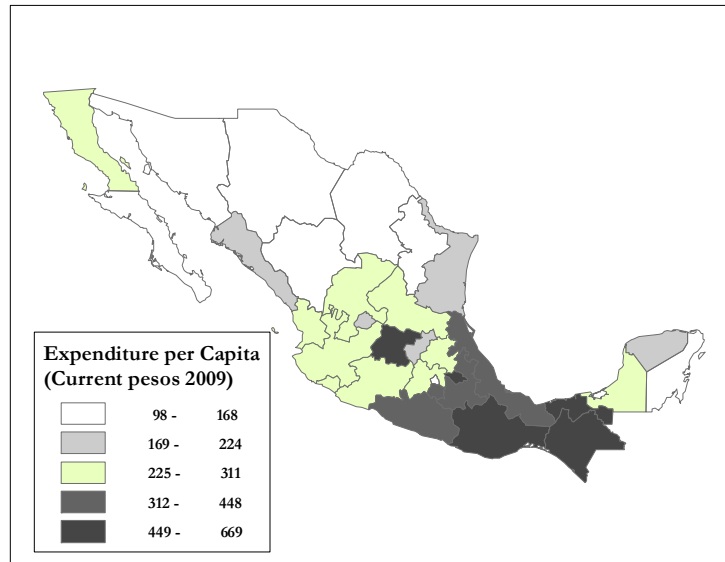 Expenditure per Capita
(Current pesos 2009)
98 - 168
169 - 224
225 - 311
312 - 448
449 - 669